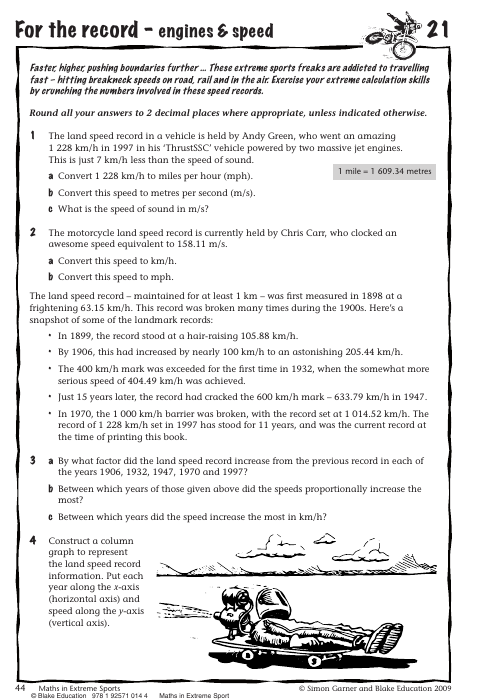 For the record – engines & speed
21
Faster, higher, pushing boundaries further ... These extreme sports freaks are addicted to travelling
fast – hitting breakneck speeds on road, rail and in the air. Exercise your extreme calculation skills
by crunching the numbers involved in these speed records.
Round all your answers to 2 decimal places where appropriate, unless indicated otherwise.
1 The land speed record in a vehicle is held by Andy Green, who went an amazing
1 228 km/h in 1997 in his ‘ThrustSSC’ vehicle powered by two massive jet engines.
This is just 7 km/h less than the speed of sound.
a Convert 1 228 km/h to miles per hour (mph).
1 mile = 1 609.34 metres
b Convert this speed to metres per second (m/s).
c What is the speed of sound in m/s?
2 The motorcycle land speed record is currently held by Chris Carr, who clocked an
awesome speed equivalent to 158.11 m/s.
a Convert this speed to km/h.
b Convert this speed to mph.
The land speed record – maintained for at least 1 km – was first measured in 1898 at a
frightening 63.15 km/h. This record was broken many times during the 1900s. Here’s a
snapshot of some of the landmark records:
• In 1899, the record stood at a hair-raising 105.88 km/h.
• By 1906, this had increased by nearly 100 km/h to an astonishing 205.44 km/h.
• The 400 km/h mark was exceeded for the first time in 1932, when the somewhat more
serious speed of 404.49 km/h was achieved.
• Just 15 years later, the record had cracked the 600 km/h mark – 633.79 km/h in 1947.
• In 1970, the 1 000 km/h barrier was broken, with the record set at 1 014.52 km/h. The
record of 1 228 km/h set in 1997 has stood for 11 years, and was the current record at
the time of printing this book.
3 a By what factor did the land speed record increase from the previous record in each of
the years 1906, 1932, 1947, 1970 and 1997?
b Between which years of those given above did the speeds proportionally increase the
most?
c Between which years did the speed increase the most in km/h?
4 Construct a column
graph to represent
the land speed record
information. Put each
year along the x-axis
(horizontal axis) and
speed along the y-axis
(vertical axis).
44 Maths in Extreme Sports
© Simon Garner and Blake Education 2009
© Blake Education 978 1 92571 014 4 Maths in Extreme Sport